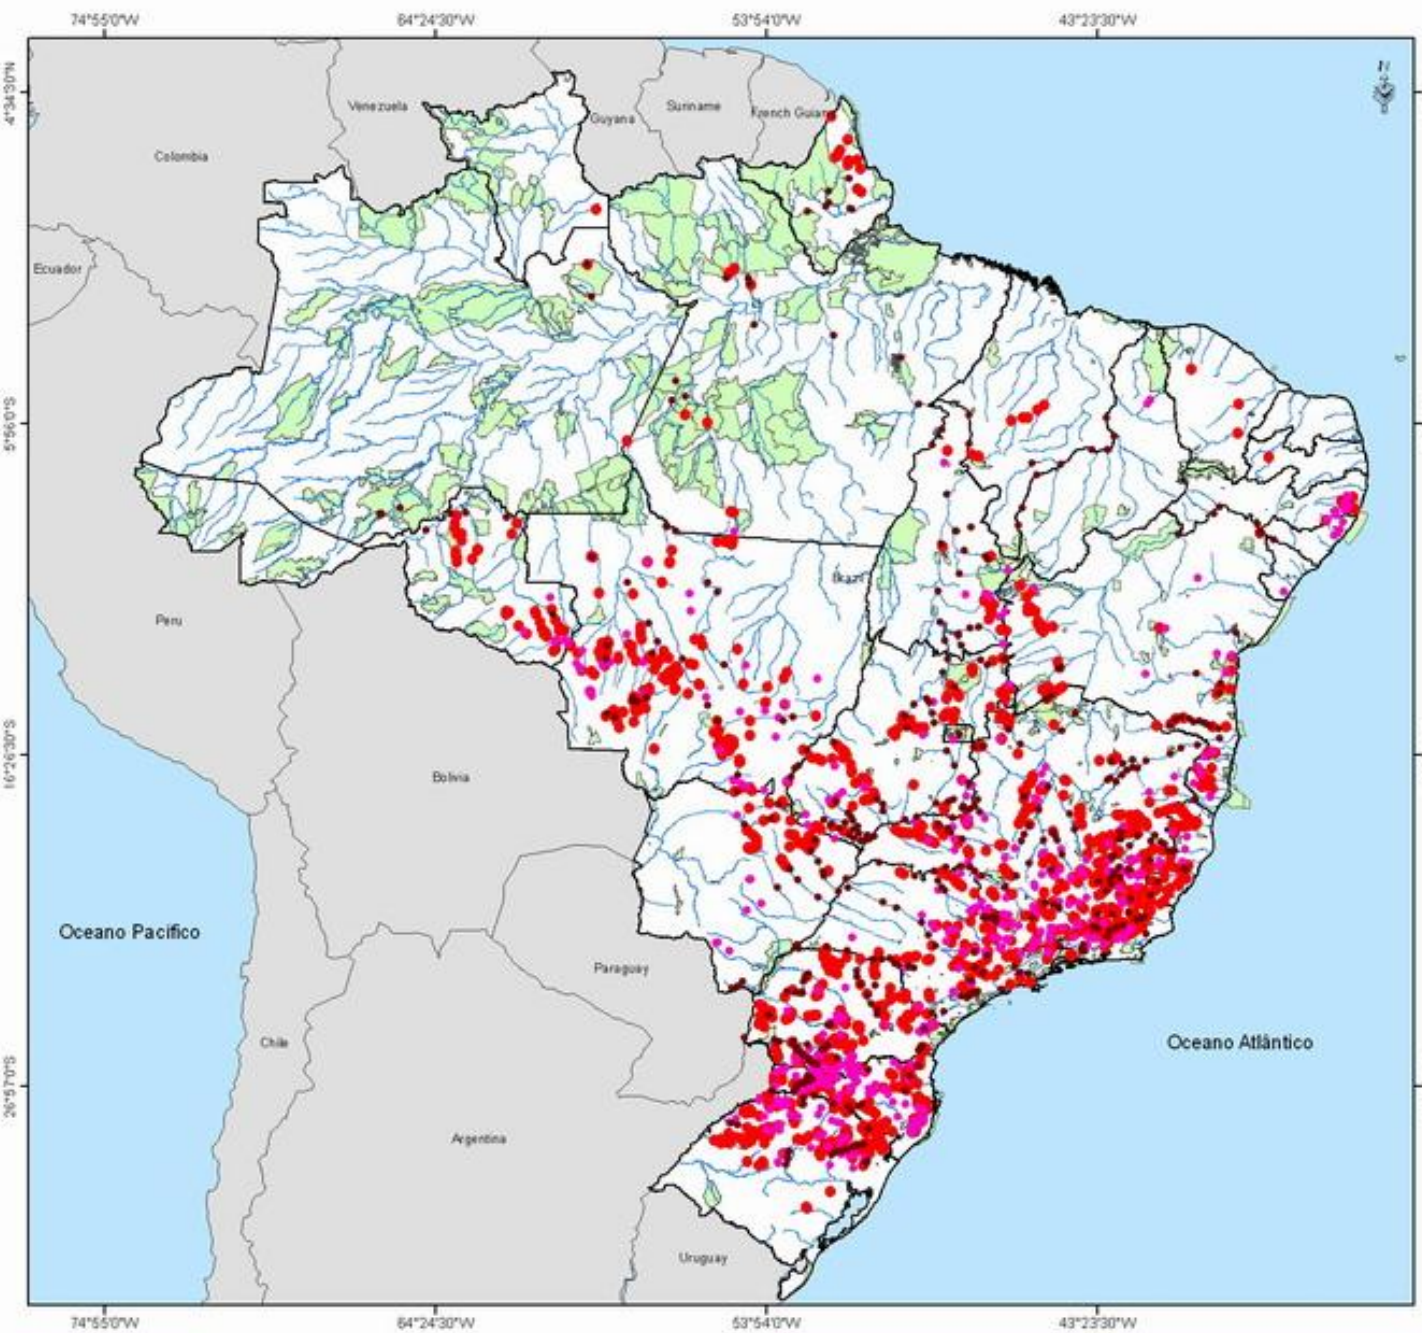 74°55'0"W 64°24'30"W 53°54'0"W 43°23'30"W
N
4°34'30"N
Venezuela
Suriname
Guyana
French Guian
Colombia
Ecuador
5°56'0"S
Brazil
Peru
16°26'30"S
Bolivia
Oceano Pacífico
Paraguay
Chile
Oceano Atlântico
26°57'0"S
Argentina
Uruguay
74°55'0"W 64°24'30"W 53°54'0"W 43°23'30"W